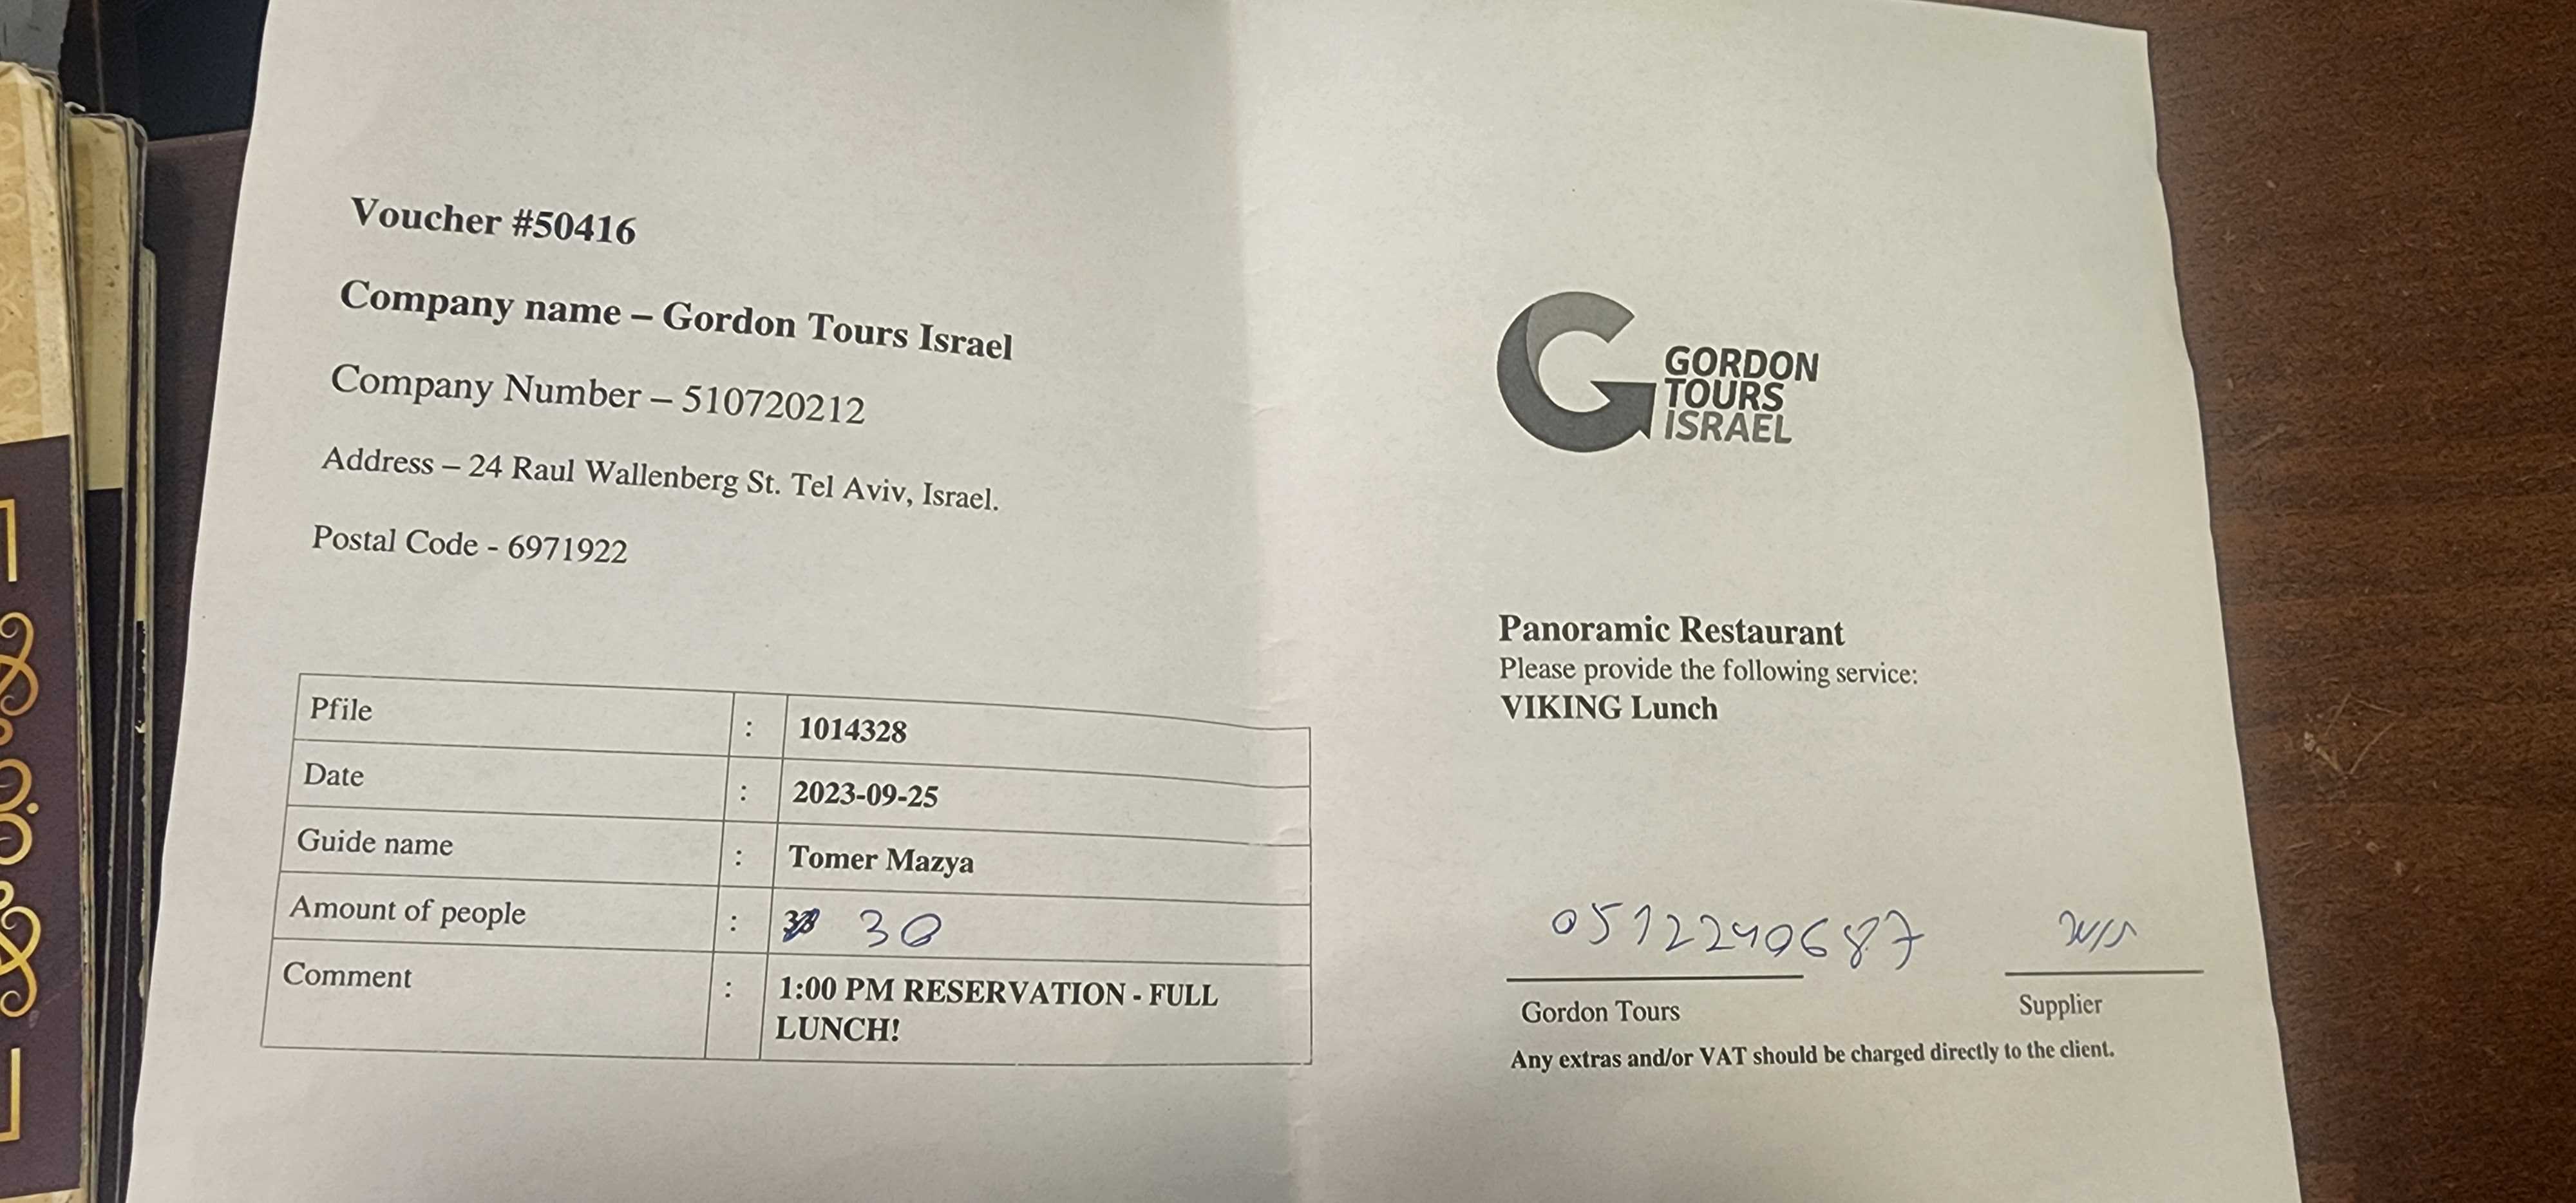 Voucher #50416
Company name – Gordon Tours Israel
Company Number – 510720212
Address – 24 Raul Wallenberg St. Tel Aviv, Israel.
Postal Code - 6971922
GORDON
TOURS
ISRAEL
Panoramic Restaurant
Please provide the following service:
VIKING Lunch
Pfile : 1014328
Date : 2023-09-25
Guide name : Tomer Mazya
Amount of people : 30
Comment : 1:00 PM RESERVATION - FULL
LUNCH!
Gordon Tours
Supplier
Any extras and/or VAT should be charged directly to the client.